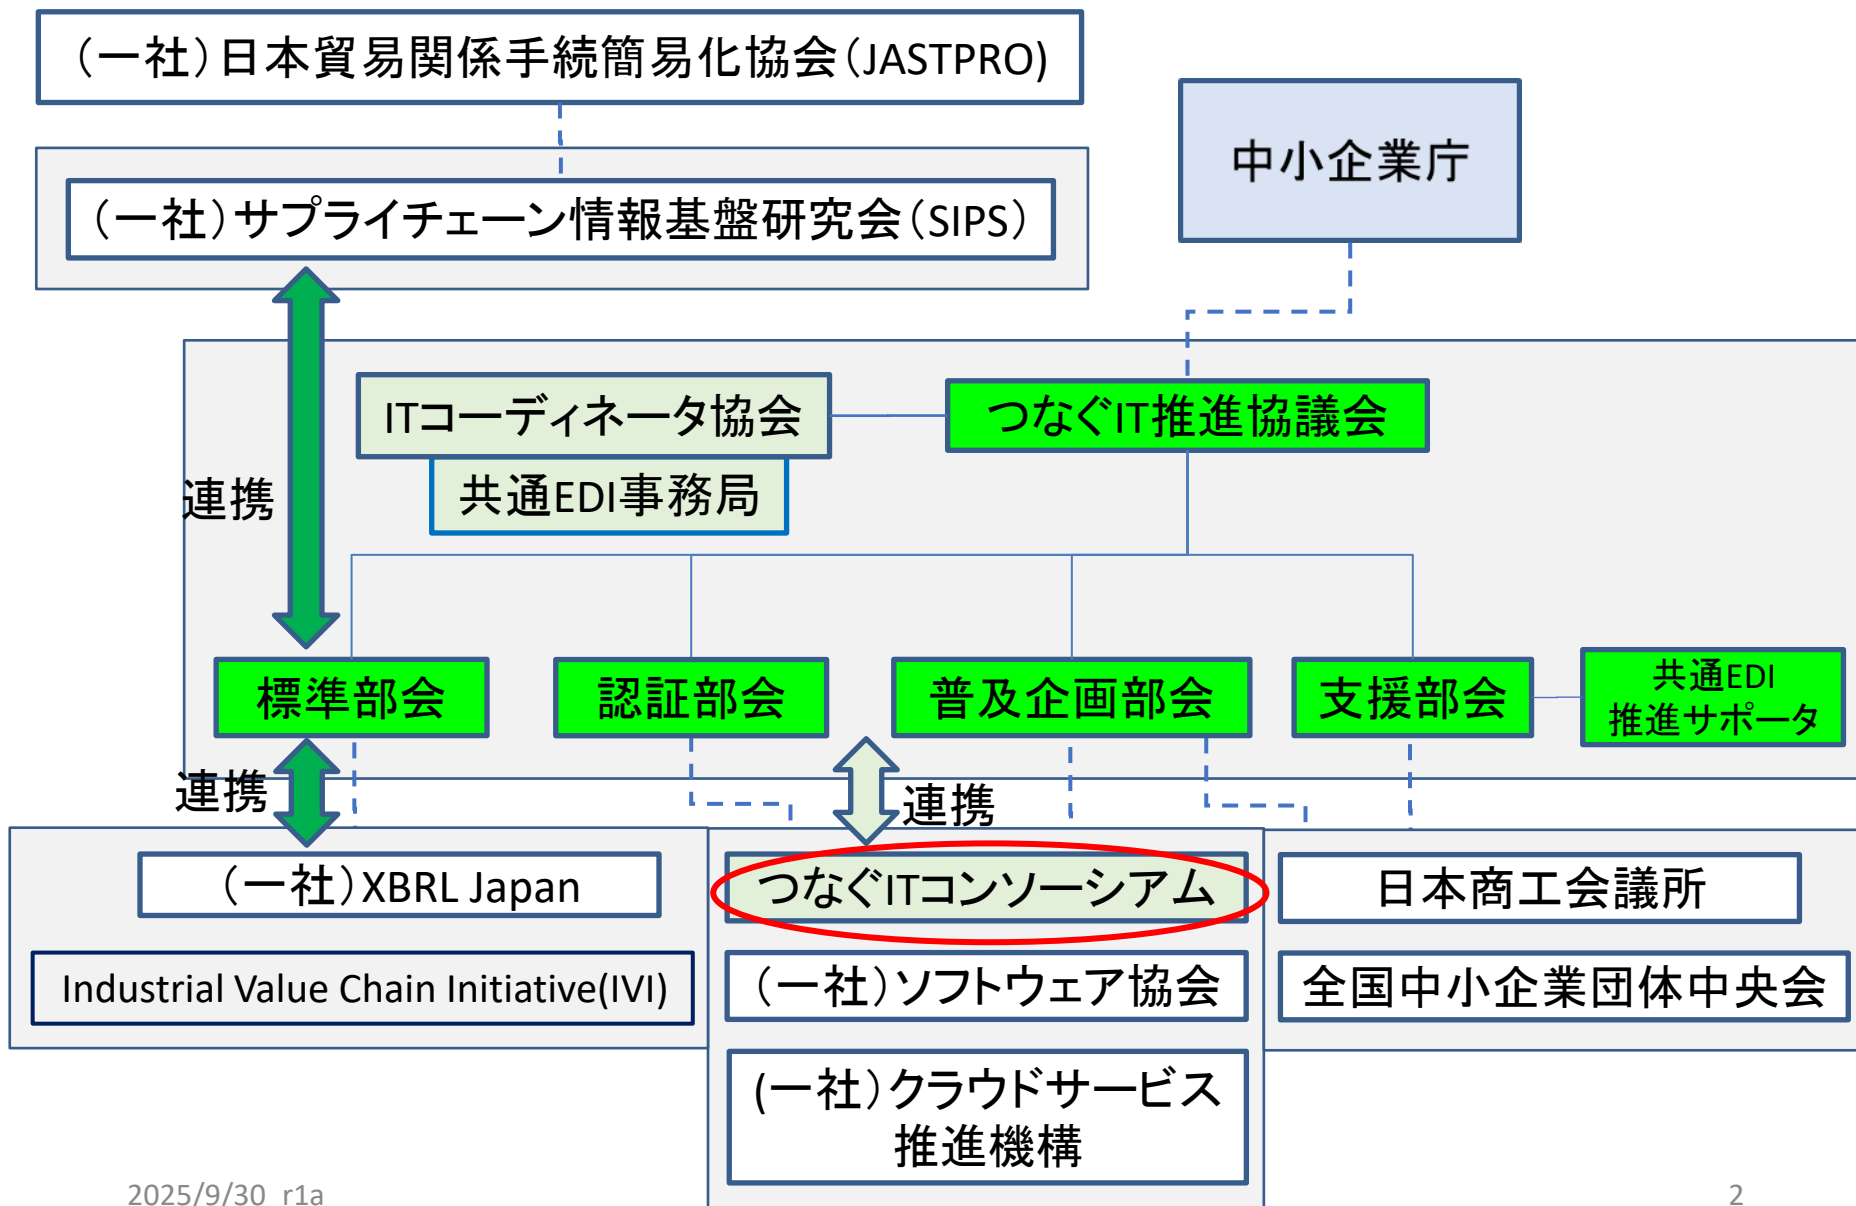 （一社）日本貿易関係手続簡易化協会（JASTPRO)
中小企業庁
（一社）サプライチェーン情報基盤研究会（SIPS）
ITコーディネータ協会
つなぐIT推進協議会
共通EDI事務局
連携
標準部会
認証部会
普及企画部会
支援部会
共通EDI
推進サポータ
連携
連携
（一社）XBRL Japan
つなぐITコンソーシアム
日本商工会議所
Industrial Value Chain Initiative(IVI)
（一社）ソフトウェア協会
全国中小企業団体中央会
(一社）クラウドサービス
推進機構
2025/9/30 r1a
2